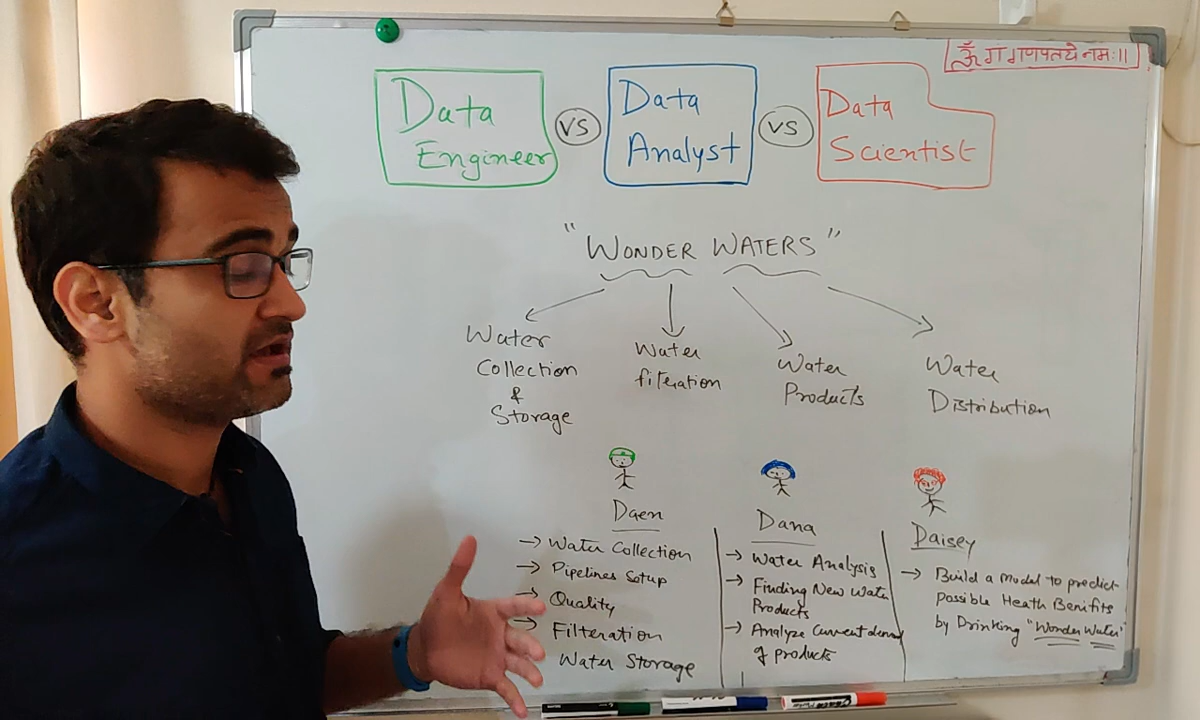 ॐ गं गणपतये नमः॥
Data
Engineer
VS
Data
Analyst
VS
Data
Scientist
"WONDER WATERS"
Water
Collection
&
Storage
Water
filteration
Water
Products
Water
Distribution
Daen
→ Water Collection
→ Pipelines Setup
→ Quality
→ Filteration
Water Storage
Dana
→ Water Analysis
→ Finding New Water
Products
→ Analyze Current demand
of products
Daisey
→ Build a model to predict
possible Heath Benifits
by Drinking "Wonder Water"